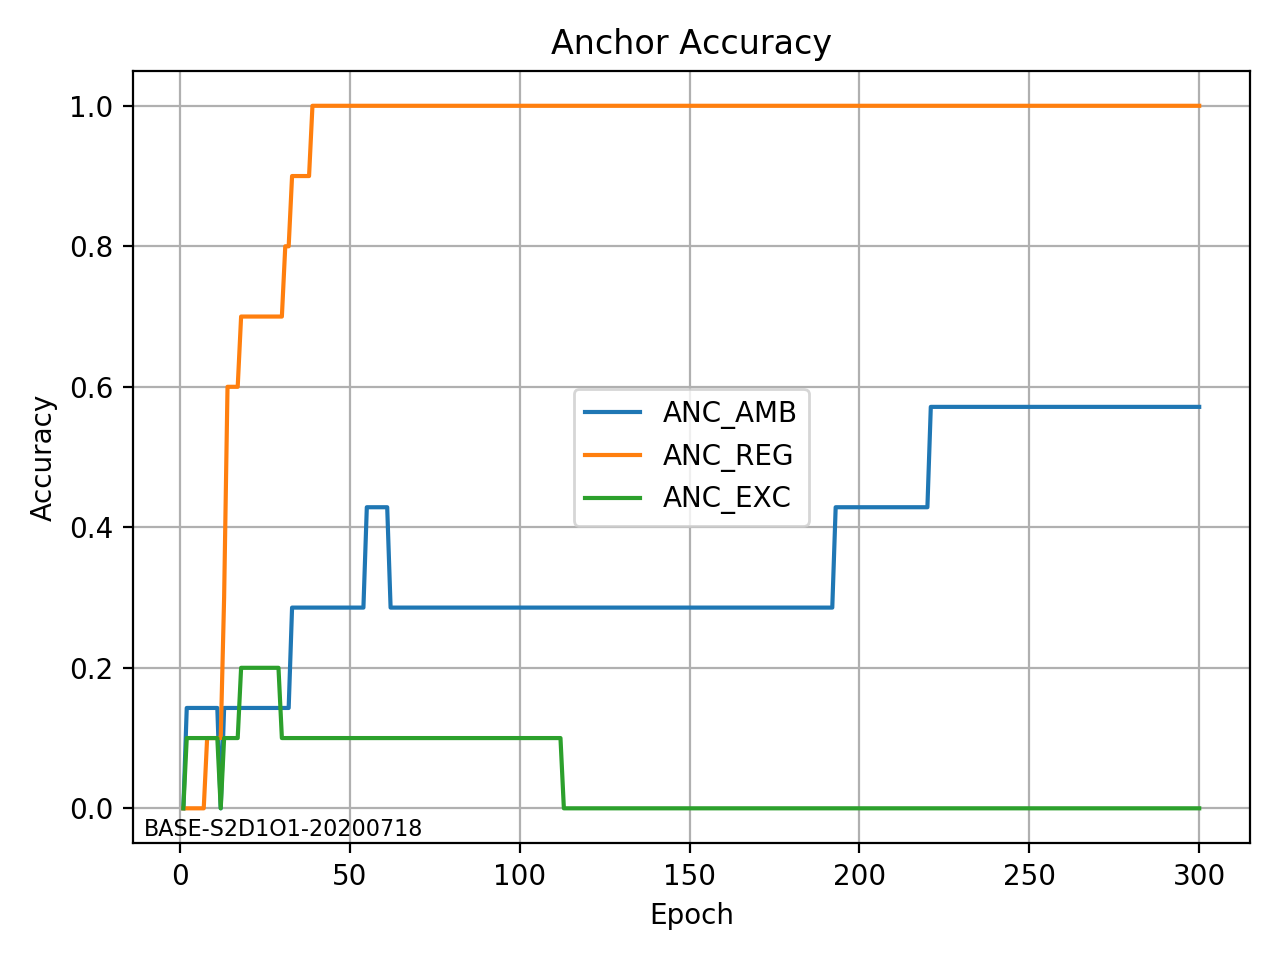 Anchor Accuracy
Accuracy
1.0
0.8
0.6
0.4
0.2
0.0
ANC_AMB
ANC_REG
ANC_EXC
BASE-S2D1O1-20200718
0 50 100 150 200 250 300
Epoch